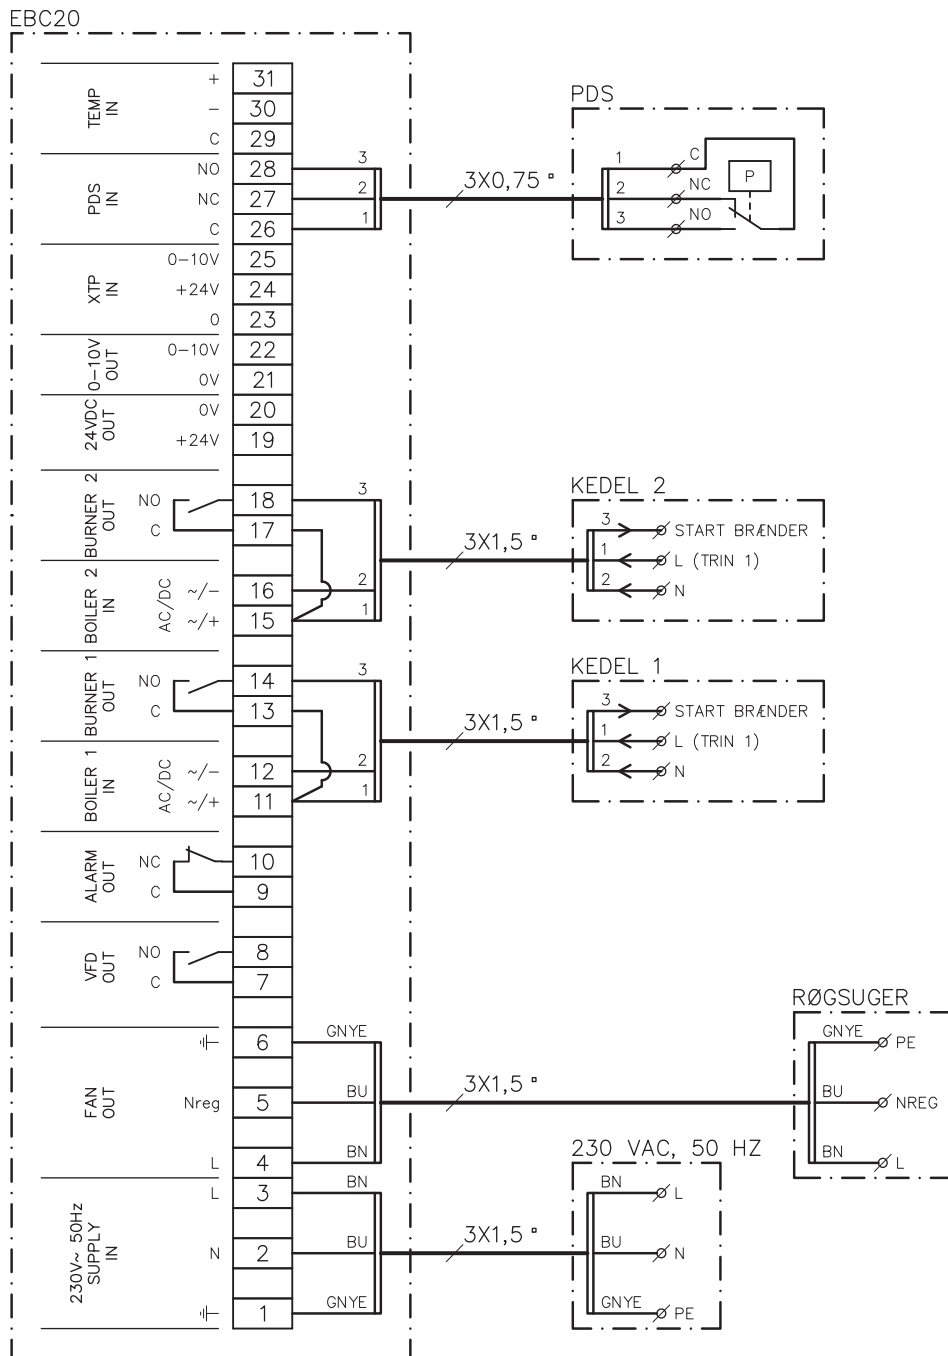 EBC20
TEMP
IN
+ 31
− 30
C 29
PDS
IN
NO 28 3
NC 27 2
C 26 1
3X0,75 ▫
PDS
1 C
2 NC
3 NO
P
XTP
IN
0−10V 25
+24V 24
0 23
0−10V
OUT
0−10V 22
0V 21
24VDC
OUT
0V 20
+24V 19
BURNER 2
OUT
NO 18 3
C 17
BOILER 2
IN
AC/DC
~/− 16 2
~/+ 15 1
3X1,5 ▫
KEDEL 2
3 START BRÆNDER
1 L (TRIN 1)
2 N
BURNER 1
OUT
NO 14 3
C 13
BOILER 1
IN
AC/DC
~/− 12 2
~/+ 11 1
3X1,5 ▫
KEDEL 1
3 START BRÆNDER
1 L (TRIN 1)
2 N
ALARM
OUT
NC 10
C 9
VFD
OUT
NO 8
C 7
FAN
OUT
6 GNYE
Nreg 5 BU
L 4 BN
3X1,5 ▫
RØGSUGER
GNYE PE
BU NREG
BN L
230V~ 50Hz
SUPPLY
IN
L 3 BN
N 2 BU
1 GNYE
3X1,5 ▫
230 VAC, 50 HZ
BN L
BU N
GNYE PE